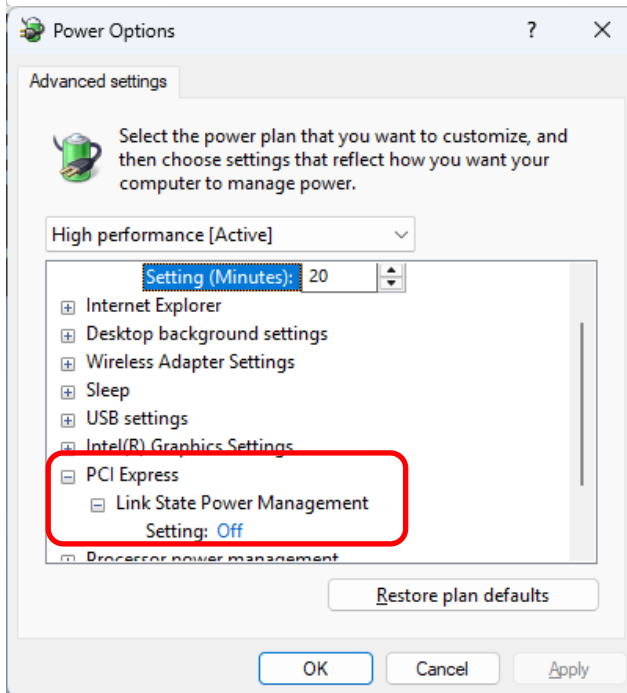 Power Options
?
Advanced settings
Select the power plan that you want to customize, and
then choose settings that reflect how you want your
computer to manage power.
High performance [Active]
Setting (Minutes): 20
Internet Explorer
Desktop background settings
Wireless Adapter Settings
Sleep
USB settings
Intel(R) Graphics Settings
PCI Express
Link State Power Management
Setting: Off
Processor power management
Restore plan defaults
OK Cancel Apply